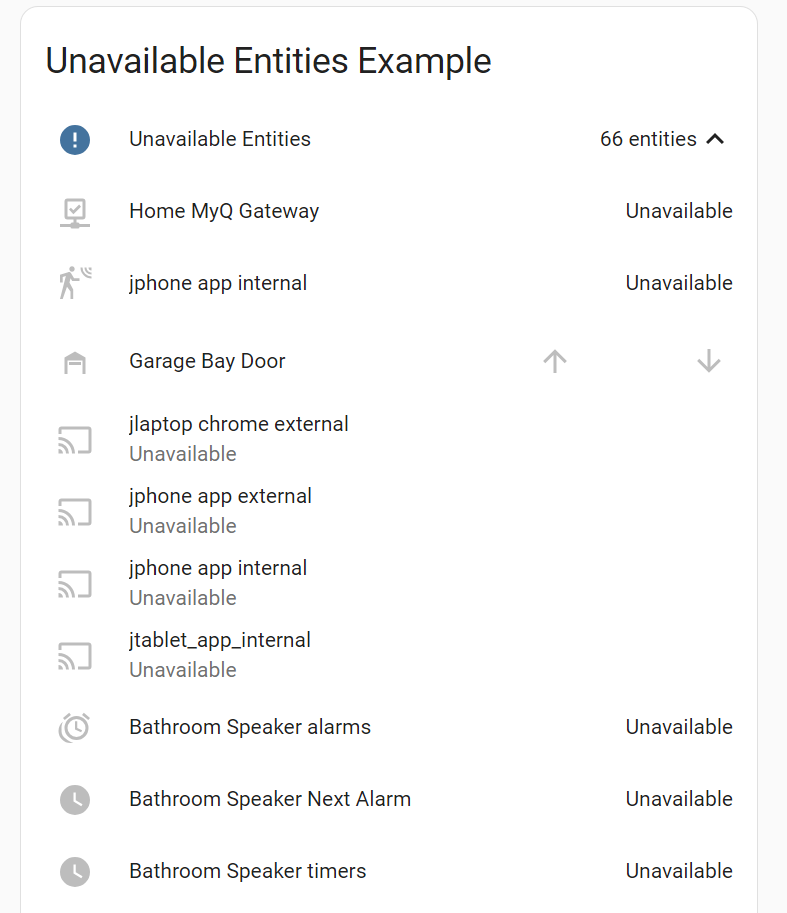 Unavailable Entities Example
Unavailable Entities 66 entities
Home MyQ Gateway Unavailable
jphone app internal Unavailable
Garage Bay Door
jlaptop chrome external
Unavailable
jphone app external
Unavailable
jphone app internal
Unavailable
jtablet_app_internal
Unavailable
Bathroom Speaker alarms Unavailable
Bathroom Speaker Next Alarm Unavailable
Bathroom Speaker timers Unavailable